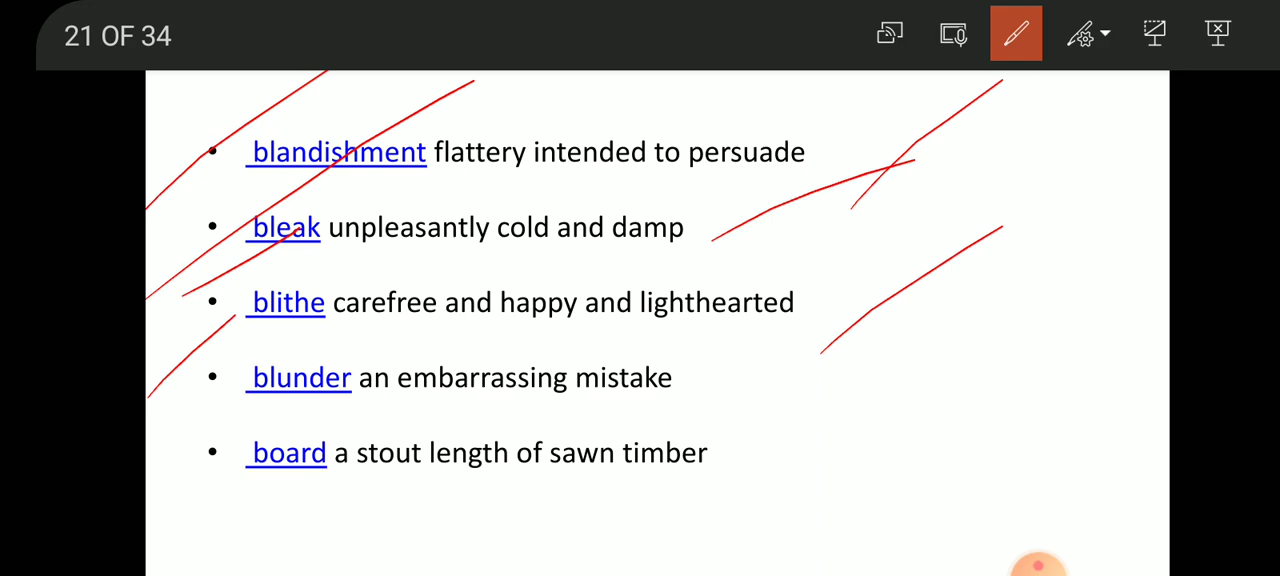 21 OF 34
• blandishment flattery intended to persuade
• bleak unpleasantly cold and damp
• blithe carefree and happy and lighthearted
• blunder an embarrassing mistake
• board a stout length of sawn timber